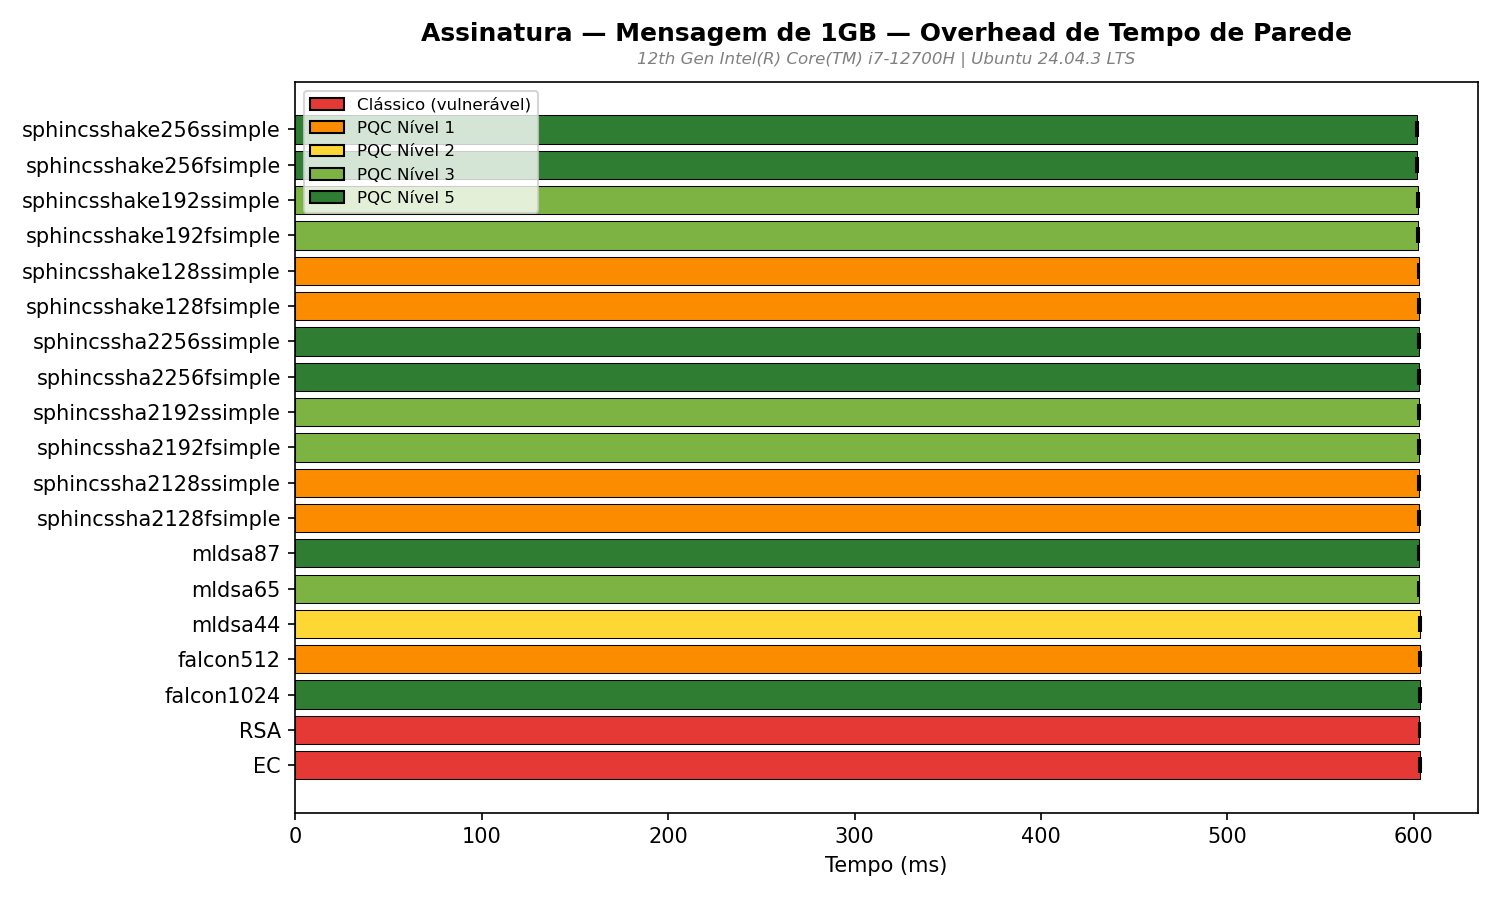 Assinatura — Mensagem de 1GB — Overhead de Tempo de Parede
12th Gen Intel(R) Core(TM) i7-12700H | Ubuntu 24.04.3 LTS
Clássico (vulnerável)
PQC Nível 1
PQC Nível 2
PQC Nível 3
PQC Nível 5
sphincsshake256ssimple
sphincsshake256fsimple
sphincsshake192ssimple
sphincsshake192fsimple
sphincsshake128ssimple
sphincsshake128fsimple
sphincssha2256ssimple
sphincssha2256fsimple
sphincssha2192ssimple
sphincssha2192fsimple
sphincssha2128ssimple
sphincssha2128fsimple
mldsa87
mldsa65
mldsa44
falcon512
falcon1024
RSA
EC
0 100 200 300 400 500 600
Tempo (ms)